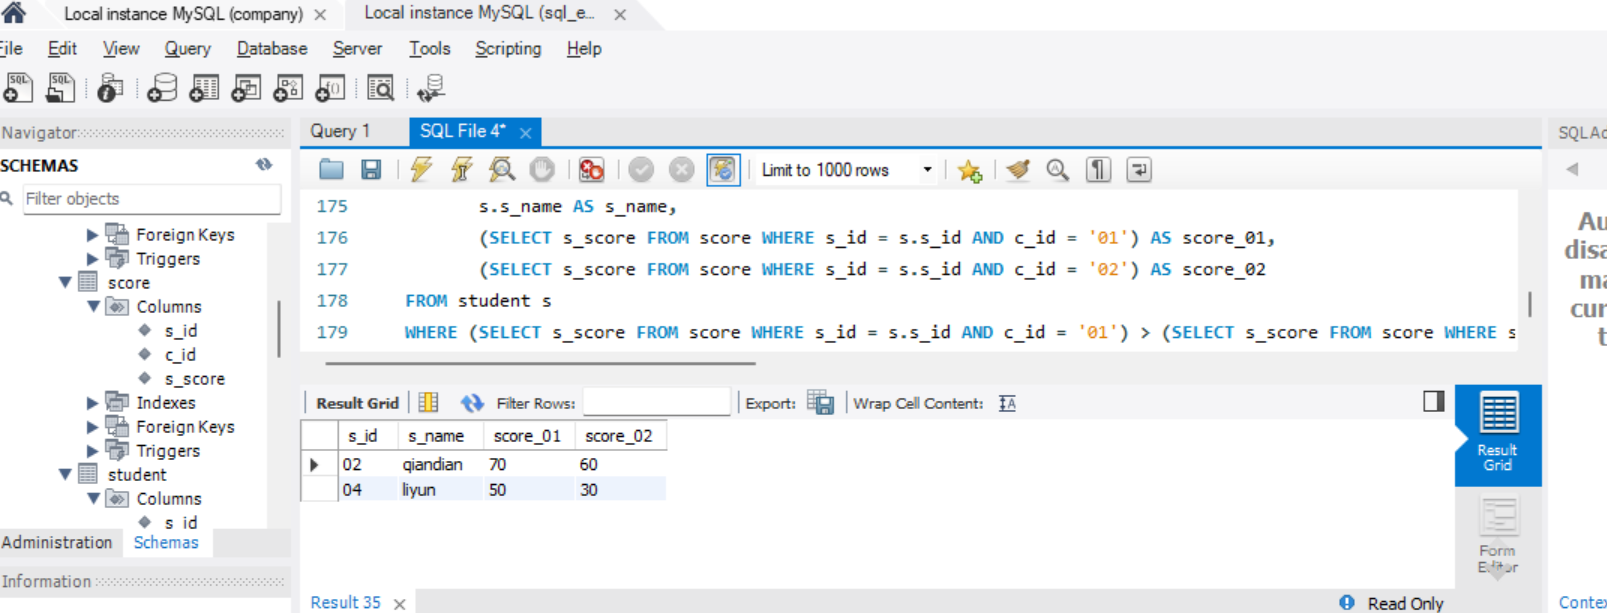 Local instance MySQL (company)
Local instance MySQL (sql_e...
File Edit View Query Database Server Tools Scripting Help
Navigator
SCHEMAS
Filter objects
Foreign Keys
Triggers
score
Columns
s_id
c_id
s_score
Indexes
Foreign Keys
Triggers
student
Columns
s_id
Administration Schemas
Information
Query 1
SQL File 4*
Limit to 1000 rows
175 s.s_name AS s_name,
176 (SELECT s_score FROM score WHERE s_id = s.s_id AND c_id = '01') AS score_01,
177 (SELECT s_score FROM score WHERE s_id = s.s_id AND c_id = '02') AS score_02
178 FROM student s
179 WHERE (SELECT s_score FROM score WHERE s_id = s.s_id AND c_id = '01') > (SELECT s_score FROM score WHERE s
Result Grid Filter Rows: Export: Wrap Cell Content:
s_id s_name score_01 score_02
02 qiandian 70 60
04 liyun 50 30
Result
Grid
Form
Editor
Result 35
Read Only
SQLAd
Au
disa
ma
cur
t
Contex